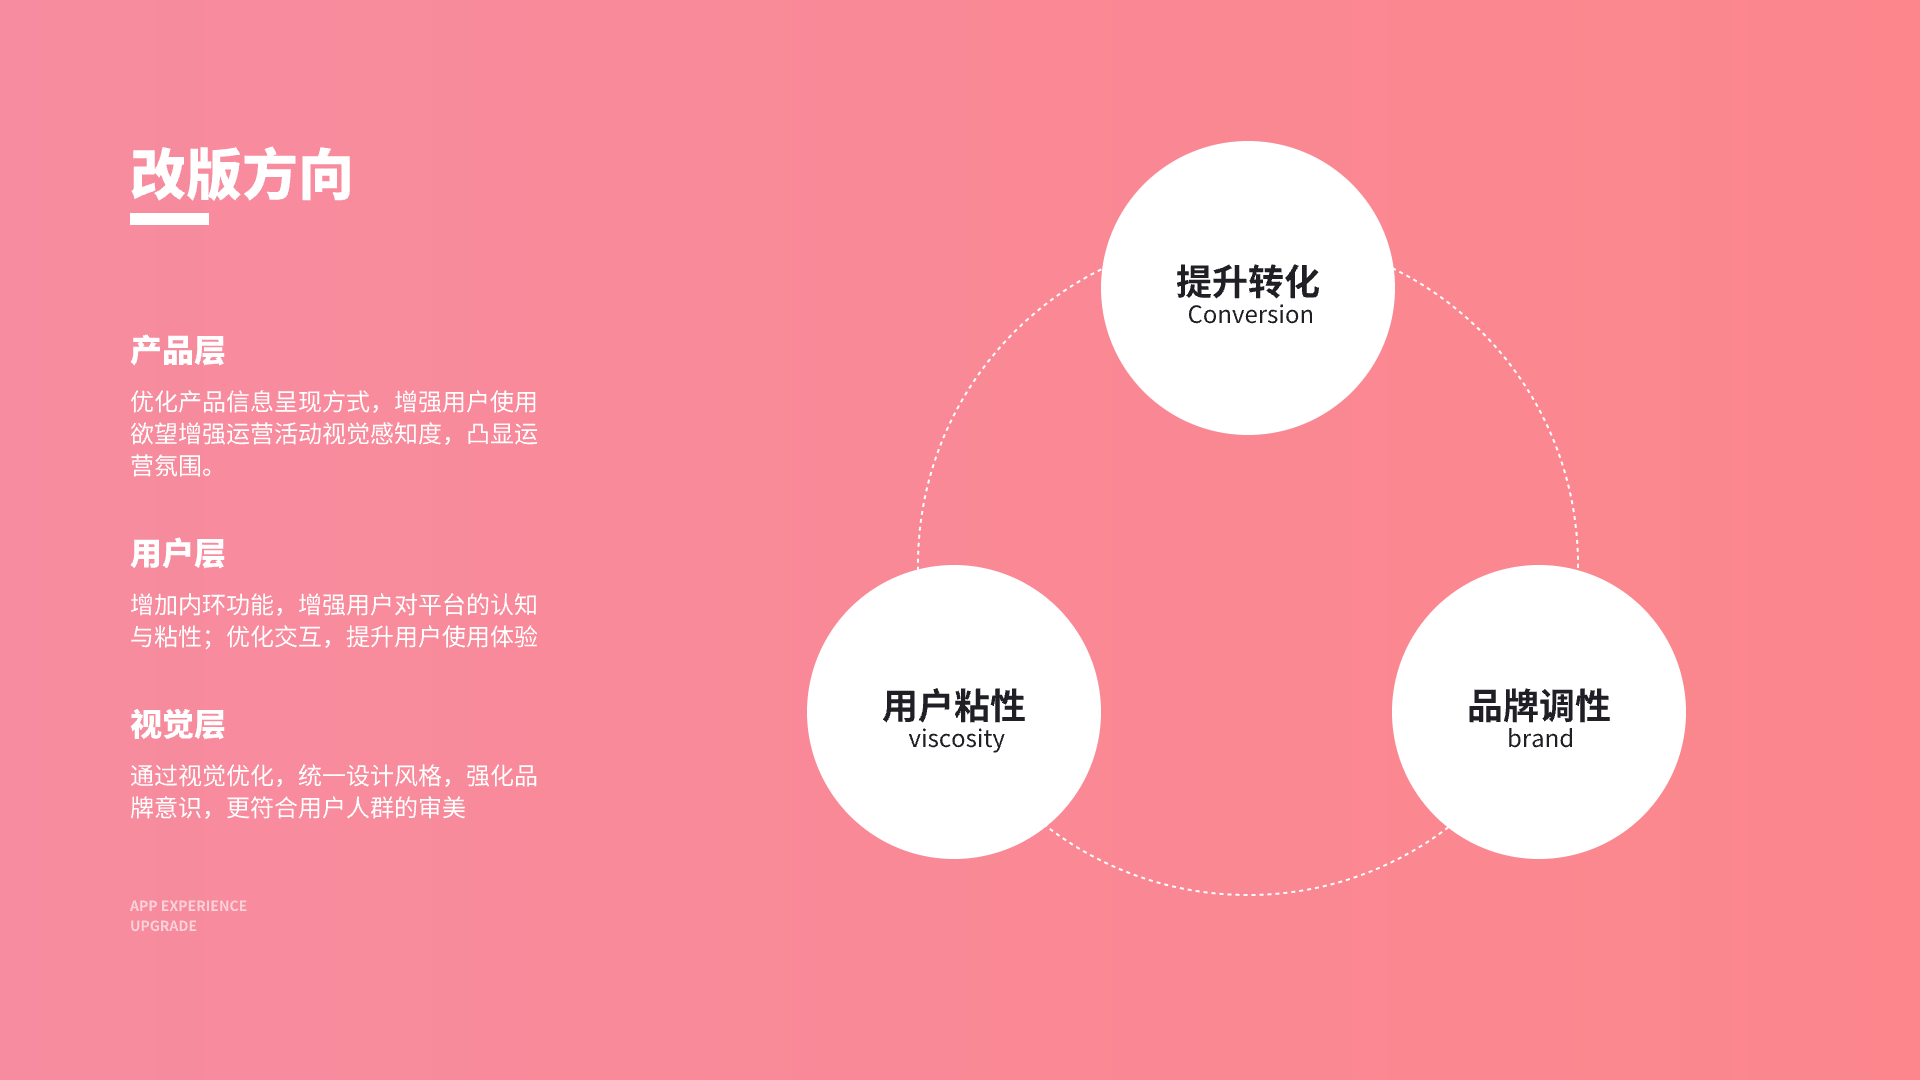 改版方向
产品层
优化产品信息呈现方式，增强用户使用
欲望增强运营活动视觉感知度，凸显运
营氛围。
用户层
增加内环功能，增强用户对平台的认知
与粘性；优化交互，提升用户使用体验
视觉层
通过视觉优化，统一设计风格，强化品
牌意识，更符合用户人群的审美
APP EXPERIENCE
UPGRADE
提升转化
Conversion
用户粘性
viscosity
品牌调性
brand